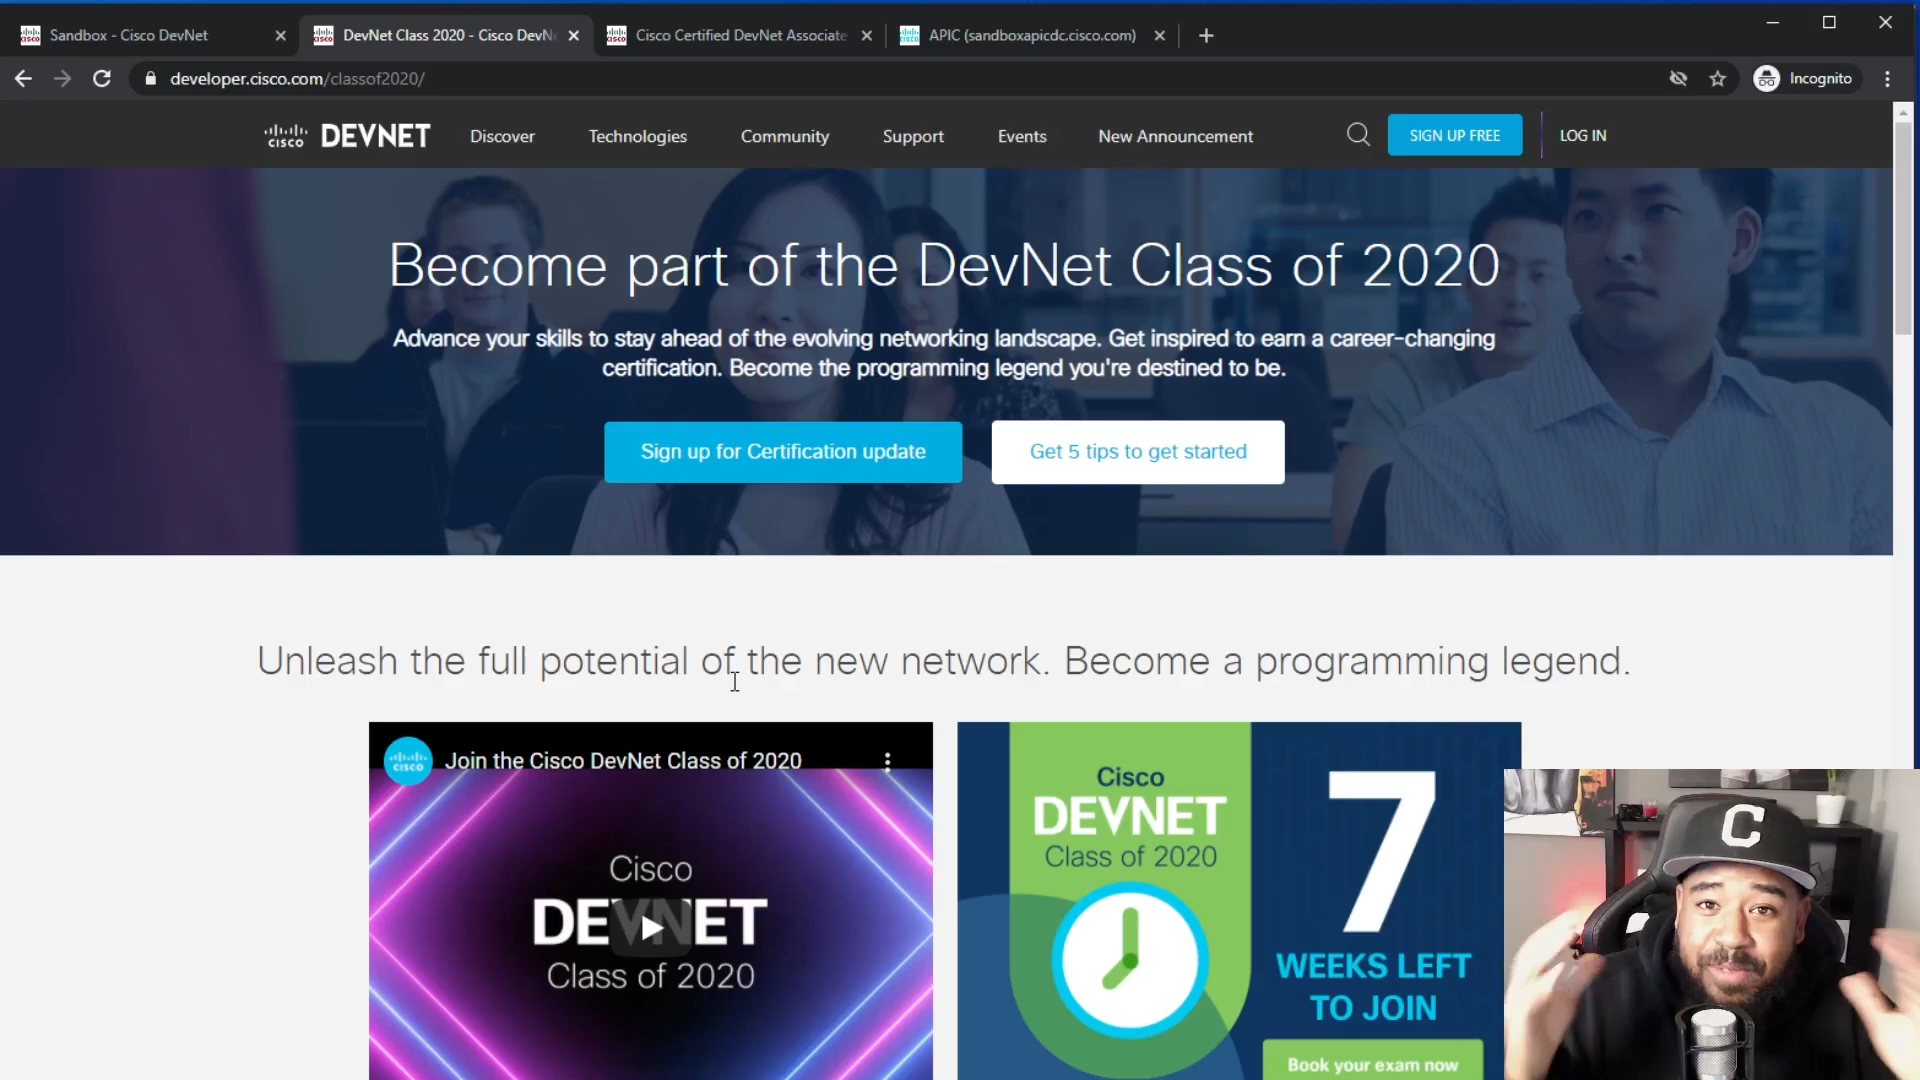 Sandbox - Cisco DevNet
DevNet Class 2020 - Cisco DevNe
Cisco Certified DevNet Associate
APIC (sandboxapicdc.cisco.com)
developer.cisco.com/classof2020/
Incognito
CISCO DEVNET
Discover
Technologies
Community
Support
Events
New Announcement
SIGN UP FREE
LOG IN
Become part of the DevNet Class of 2020
Advance your skills to stay ahead of the evolving networking landscape. Get inspired to earn a career-changing
certification. Become the programming legend you're destined to be.
Sign up for Certification update
Get 5 tips to get started
Unleash the full potential of the new network. Become a programming legend.
CISCO
Join the Cisco DevNet Class of 2020
Cisco
DEVNET
Class of 2020
Cisco
DEVNET
Class of 2020
7
WEEKS LEFT
TO JOIN
Book your exam now
C